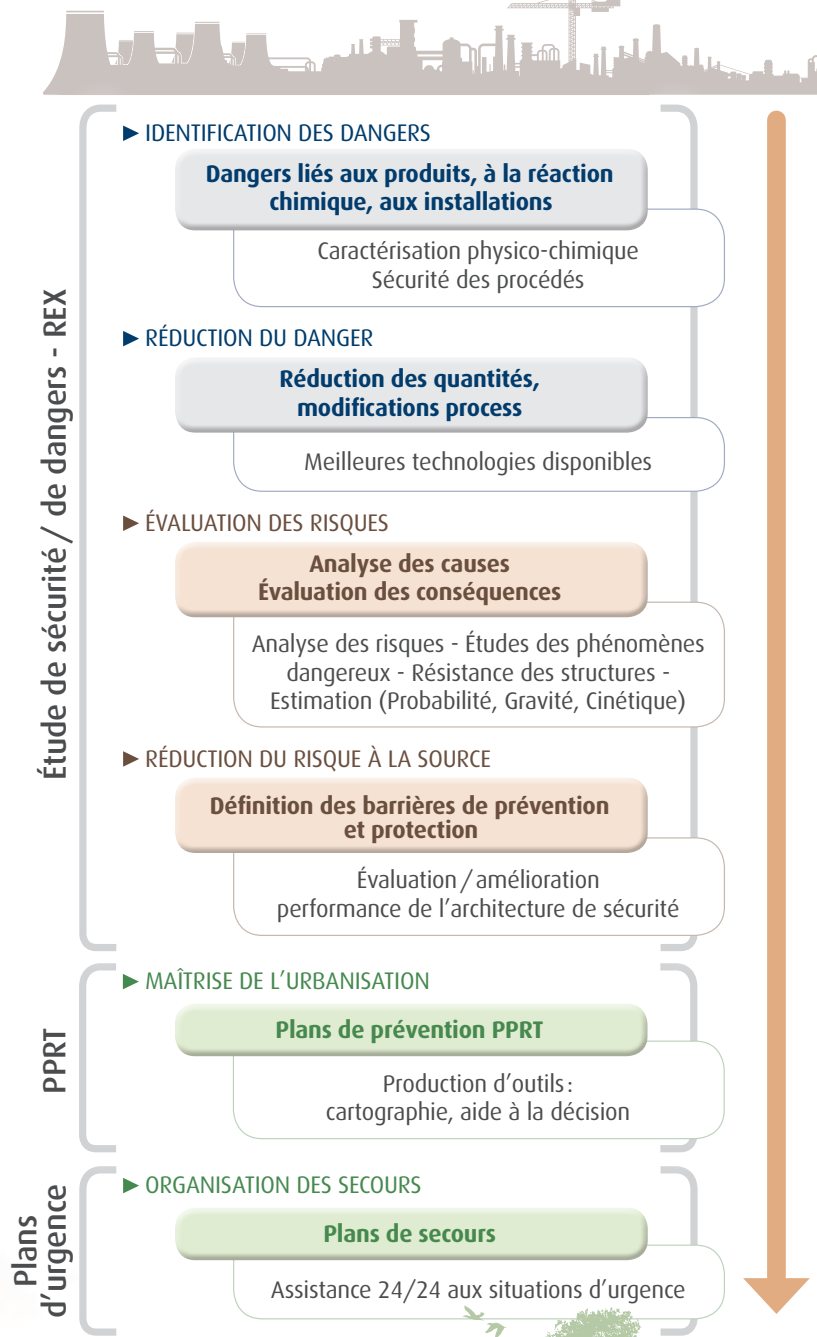 Étude de sécurité / de dangers - REX
► IDENTIFICATION DES DANGERS
Dangers liés aux produits, à la réaction
chimique, aux installations
Caractérisation physico-chimique
Sécurité des procédés
► RÉDUCTION DU DANGER
Réduction des quantités,
modifications process
Meilleures technologies disponibles
► ÉVALUATION DES RISQUES
Analyse des causes
Évaluation des conséquences
Analyse des risques - Études des phénomènes
dangereux - Résistance des structures -
Estimation (Probabilité, Gravité, Cinétique)
► RÉDUCTION DU RISQUE À LA SOURCE
Définition des barrières de prévention
et protection
Évaluation / amélioration
performance de l'architecture de sécurité
PPRT
► MAÎTRISE DE L'URBANISATION
Plans de prévention PPRT
Production d'outils :
cartographie, aide à la décision
Plans
d'urgence
► ORGANISATION DES SECOURS
Plans de secours
Assistance 24/24 aux situations d'urgence